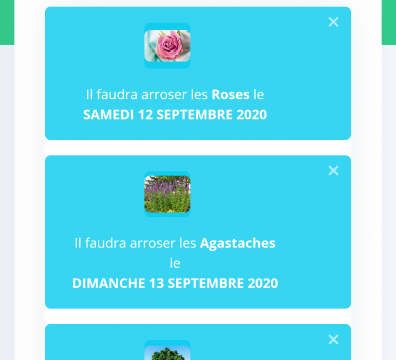 Il faudra arroser les Roses le
SAMEDI 12 SEPTEMBRE 2020
Il faudra arroser les Agastaches
le
DIMANCHE 13 SEPTEMBRE 2020